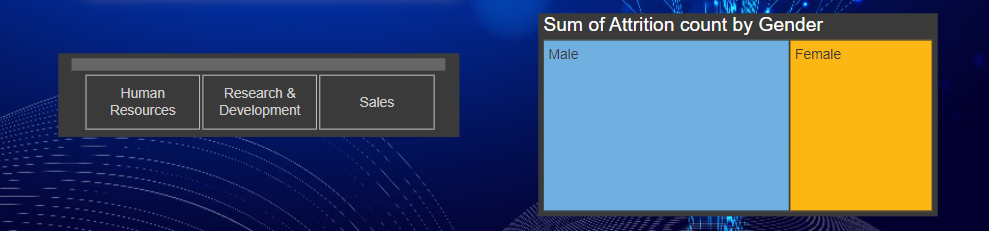 Sum of Attrition count by Gender
Male
Female
Human
Resources
Research &
Development
Sales